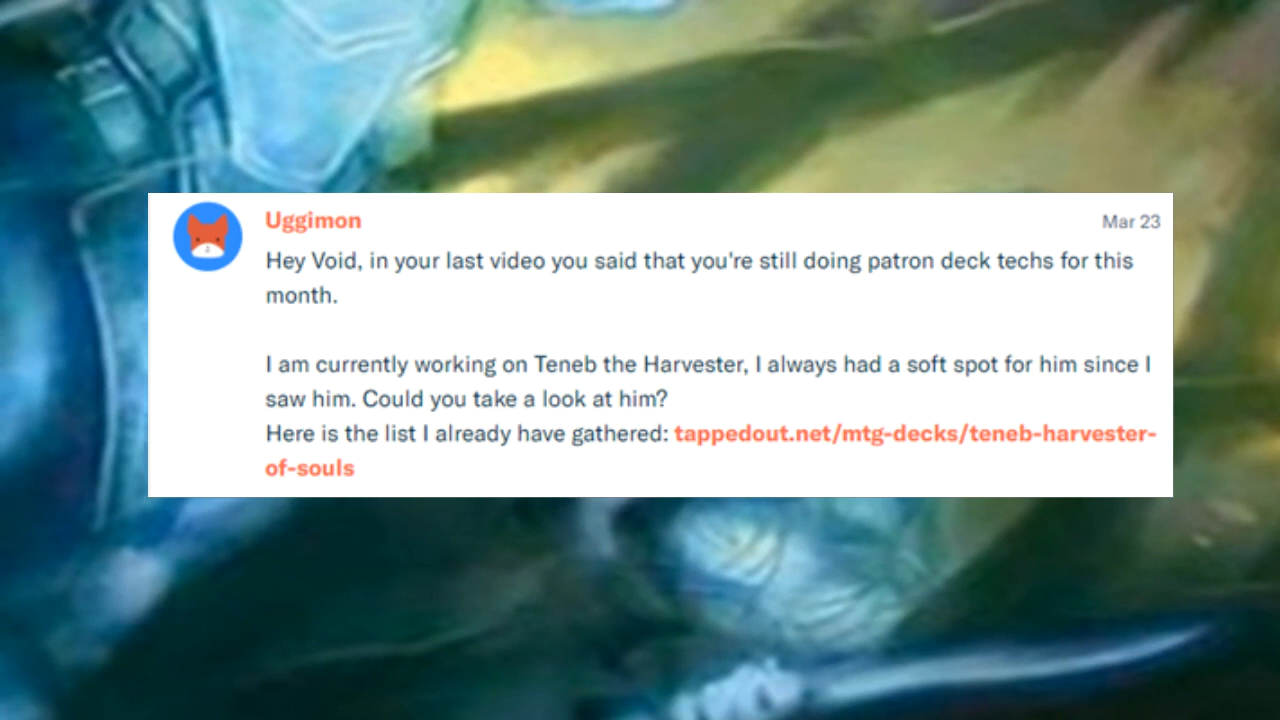 Uggimon
Mar 23
Hey Void, in your last video you said that you're still doing patron deck techs for this
month.
I am currently working on Teneb the Harvester, I always had a soft spot for him since I
saw him. Could you take a look at him?
Here is the list I already have gathered: tappedout.net/mtg-decks/teneb-harvester-
of-souls